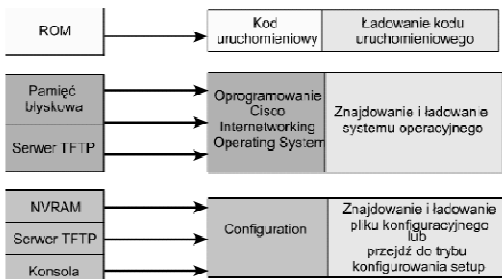 ROM
Kod
uruchomieniowy
Ładowanie kodu
uruchomieniowego
Pamięć
błyskowa
Serwer TFTP
Oprogramowanie
Cisco
Internetworking
Operating System
Znajdowanie i ładowanie
systemu operacyjnego
NVRAM
Serwer TFTP
Konsola
Configuration
Znajdowanie i ładowanie
pliku konfiguracyjnego
lub
przejdź do trybu
konfigurowania setup